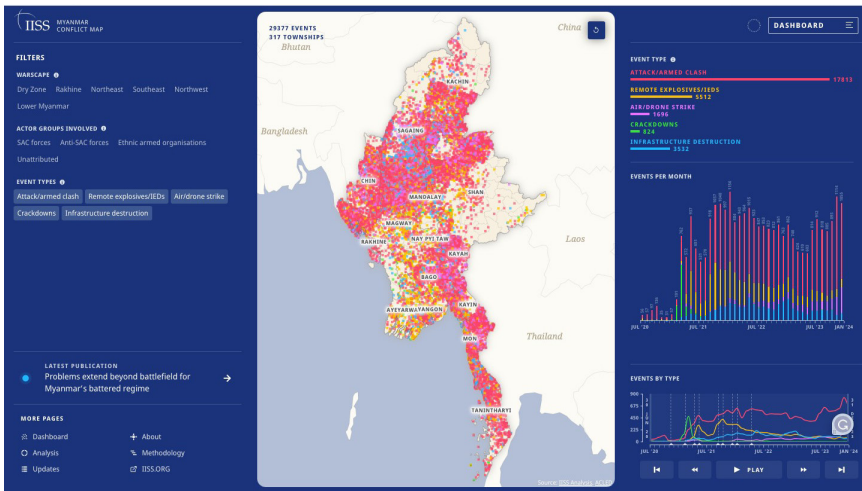 IISS
MYANMAR
CONFLICT MAP
FILTERS
WARSCAPE
Dry Zone Rakhine Northeast Southeast Northwest
Lower Myanmar
ACTOR GROUPS INVOLVED
SAC forces Anti-SAC forces Ethnic armed organisations
Unattributed
EVENT TYPES
Attack/armed clash Remote explosives/IEDs Air/drone strike
Crackdowns Infrastructure destruction
LATEST PUBLICATION
Problems extend beyond battlefield for
Myanmar's battered regime
MORE PAGES
Dashboard About
Analysis Methodology
Updates IISS.ORG
29377 EVENTS
317 TOWNSHIPS
Bhutan
China
KACHIN
Bangladesh
SAGAING
CHIN
SHAN
MANDALAY
MAGWAY
RAKHINE
NAY PYI TAW
Laos
KAYAH
BAGO
AYEYARWADY
YANGON
KAYIN
MON
Thailand
TANINTHARYI
Source: IISS Analysis, ACLED
DASHBOARD
EVENT TYPE
ATTACK/ARMED CLASH
17813
REMOTE EXPLOSIVES/IEDS
5512
AIR/DRONE STRIKE
1696
CRACKDOWNS
824
INFRASTRUCTURE DESTRUCTION
3532
EVENTS PER MONTH
JUL '20 JUL '21 JUL '22 JUL '23 JAN '24
EVENTS BY TYPE
900
675
450
225
JUL '20 JUL '21 JUL '22 JUL '23 JAN '24
PLAY